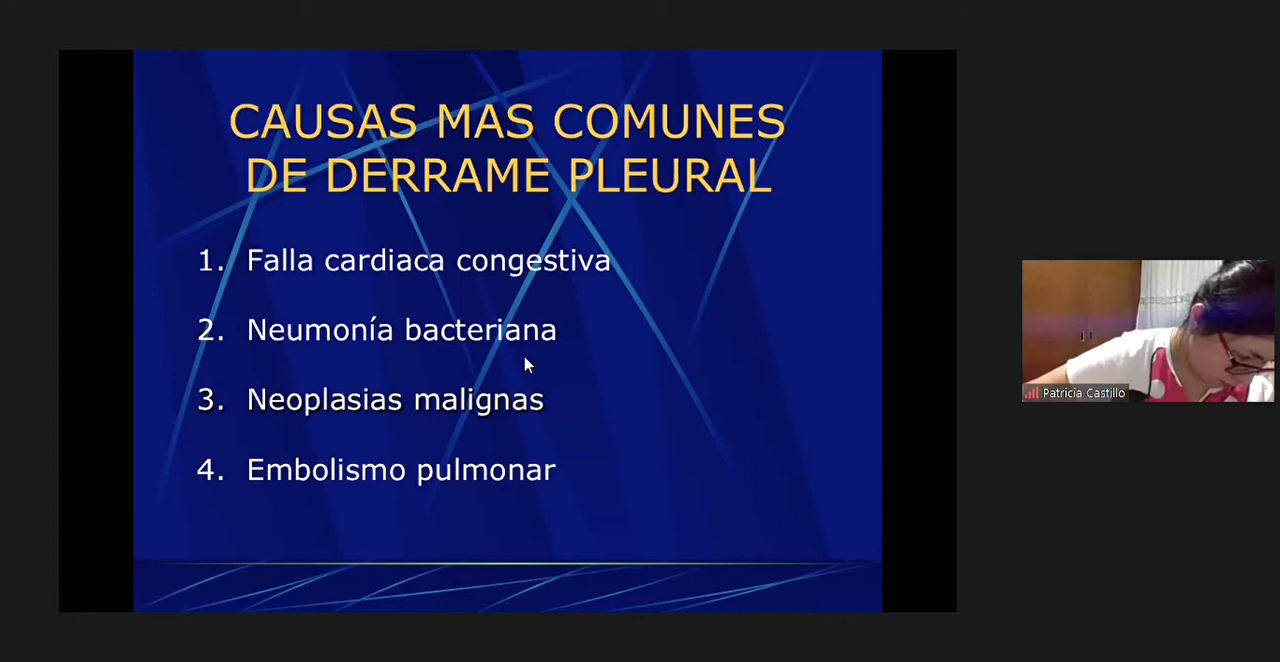 CAUSAS MAS COMUNES
DE DERRAME PLEURAL
1. Falla cardiaca congestiva
2. Neumonía bacteriana
3. Neoplasias malignas
4. Embolismo pulmonar
Patricia Castillo